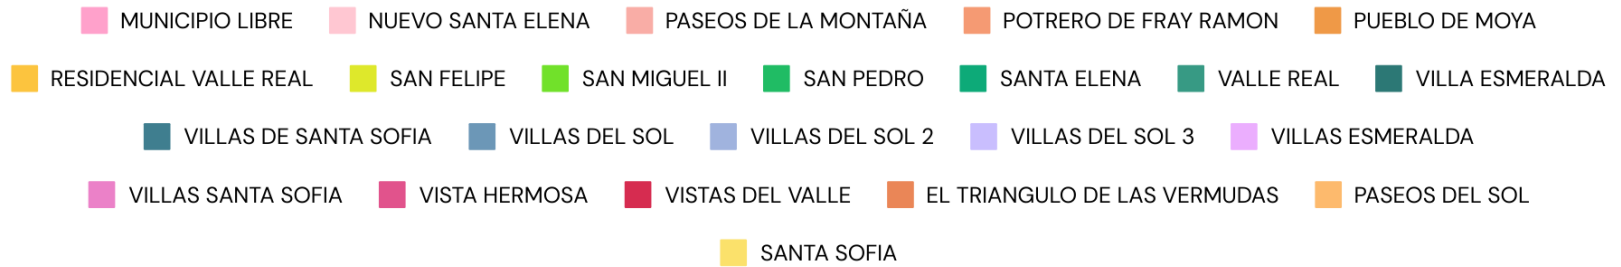 MUNICIPIO LIBRE NUEVO SANTA ELENA PASEOS DE LA MONTAÑA POTRERO DE FRAY RAMON PUEBLO DE MOYA
RESIDENCIAL VALLE REAL SAN FELIPE SAN MIGUEL II SAN PEDRO SANTA ELENA VALLE REAL VILLA ESMERALDA
VILLAS DE SANTA SOFIA VILLAS DEL SOL VILLAS DEL SOL 2 VILLAS DEL SOL 3 VILLAS ESMERALDA
VILLAS SANTA SOFIA VISTA HERMOSA VISTAS DEL VALLE EL TRIANGULO DE LAS VERMUDAS PASEOS DEL SOL
SANTA SOFIA